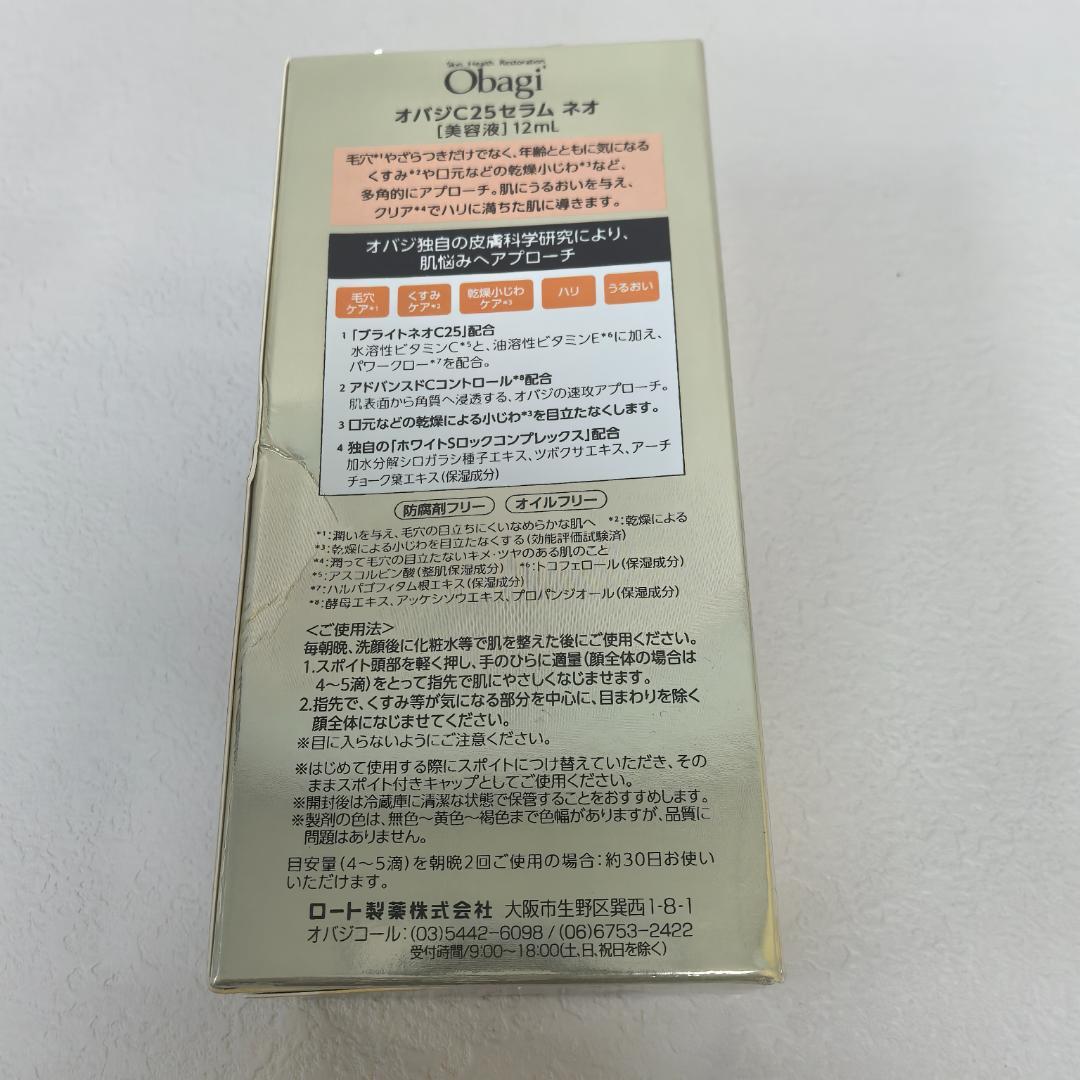 Skin Health Restoration
Obagi
オバジC25セラム ネオ
[美容液]12mL
毛穴*1やざらつきだけでなく、年齢とともに気になる
くすみ*2や口元などの乾燥小じわ*3など、
多角的にアプローチ。肌にうるおいを与え、
クリア*4でハリに満ちた肌に導きます。
オバジ独自の皮膚科学研究により、
肌悩みへアプローチ
毛穴ケア*1 くすみケア*2 乾燥小じわケア*3 ハリ うるおい
1 「ブライトネオC25」配合
水溶性ビタミンC*5と、油溶性ビタミンE*6に加え、
パワークロー*7を配合。
2 アドバンスドCコントロール*8配合
肌表面から角質へ浸透する、オバジの速攻アプローチ。
3 口元などの乾燥による小じわ*3を目立たなくします。
4 独自の「ホワイトSロックコンプレックス」配合
加水分解シロガラシ種子エキス、ツボクサエキス、アーチ
チョーク葉エキス(保湿成分)
防腐剤フリー オイルフリー
*1:潤いを与え、毛穴の目立ちにくいなめらかな肌へ *2:乾燥による
*3:乾燥による小じわを目立たなくする(効能評価試験済)
*4:潤って毛穴の目立たないキメ・ツヤのある肌のこと
*5:アスコルビン酸(整肌保湿成分) *6:トコフェロール(保湿成分)
*7:ハルパゴフィタム根エキス(保湿成分)
*8:酵母エキス、アッケシソウエキス、プロパンジオール(保湿成分)
<ご使用法>
毎朝晩、洗顔後に化粧水等で肌を整えた後にご使用ください。
1.スポイト頭部を軽く押し、手のひらに適量(顔全体の場合は
4〜5滴)をとって指先で肌にやさしくなじませます。
2.指先で、くすみ等が気になる部分を中心に、目まわりを除く
顔全体になじませてください。
※目に入らないようにご注意ください。
※はじめて使用する際にスポイトにつけ替えていただき、その
ままスポイト付きキャップとしてご使用ください。
※開封後は冷蔵庫に清潔な状態で保管することをおすすめします。
※製剤の色は、無色〜黄色〜褐色まで色幅がありますが、品質に
問題はありません。
目安量(4〜5滴)を朝晩2回ご使用の場合:約30日お使い
いただけます。
ロート製薬株式会社 大阪市生野区巽西1-8-1
オバジコール:(03)5442-6098/(06)6753-2422
受付時間/9:00〜18:00(土、日、祝日を除く)